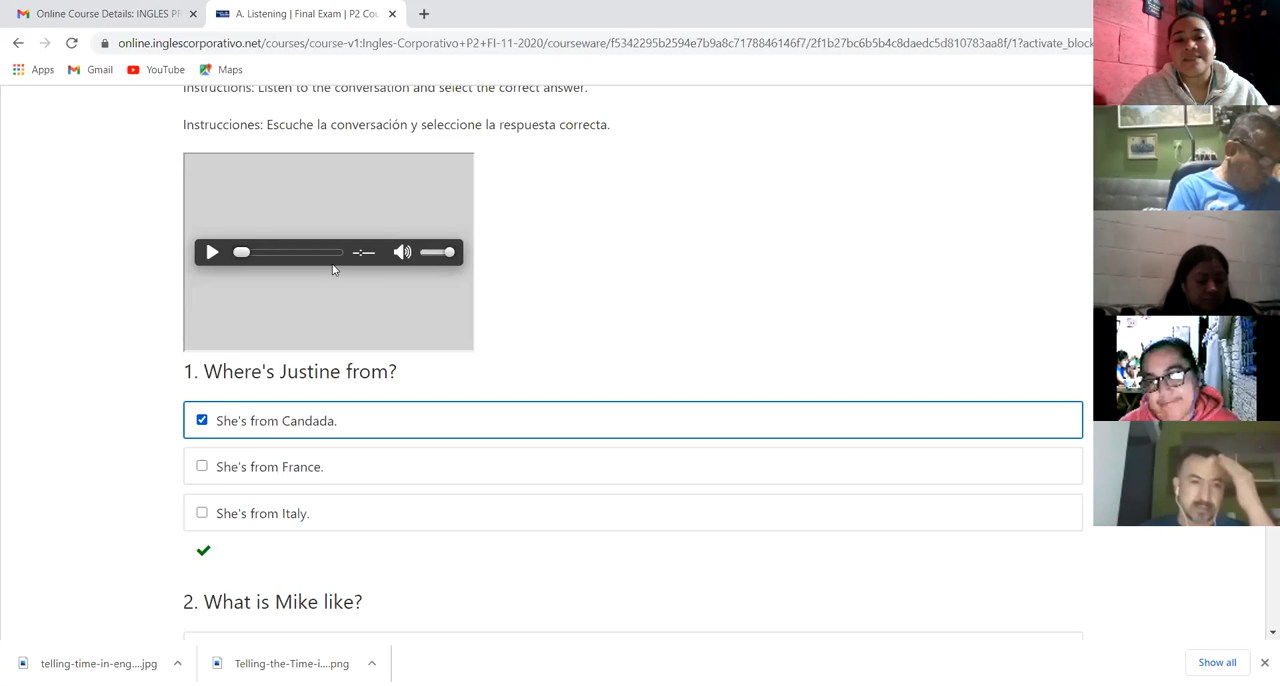 Online Course Details: INGLES PR
A. Listening | Final Exam | P2 Cou
online.inglescorporativo.net/courses/course-v1:Ingles-Corporativo+P2+FI-11-2020/courseware/f5342295b2594e7b9a8c7178846146f7/2f1b27bc6b5b4c8daedc5d810783aa8f/1?activate_block
Apps Gmail YouTube Maps
Instructions: Listen to the conversation and select the correct answer.
Instrucciones: Escuche la conversación y seleccione la respuesta correcta.
-:--
1. Where's Justine from?
She's from Candada.
She's from France.
She's from Italy.
2. What is Mike like?
telling-time-in-eng....jpg
Telling-the-Time-i....png
Show all